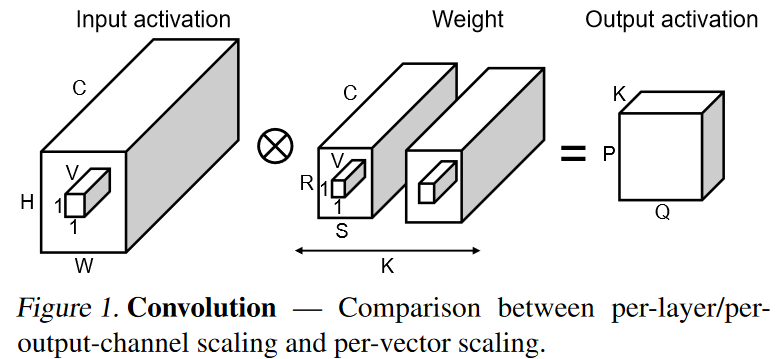 Input activation
Weight
Output activation
C
V
H
1
1
W
C
V
R
1
1
S
K
K
P
Q
Figure 1. Convolution — Comparison between per-layer/per-
output-channel scaling and per-vector scaling.